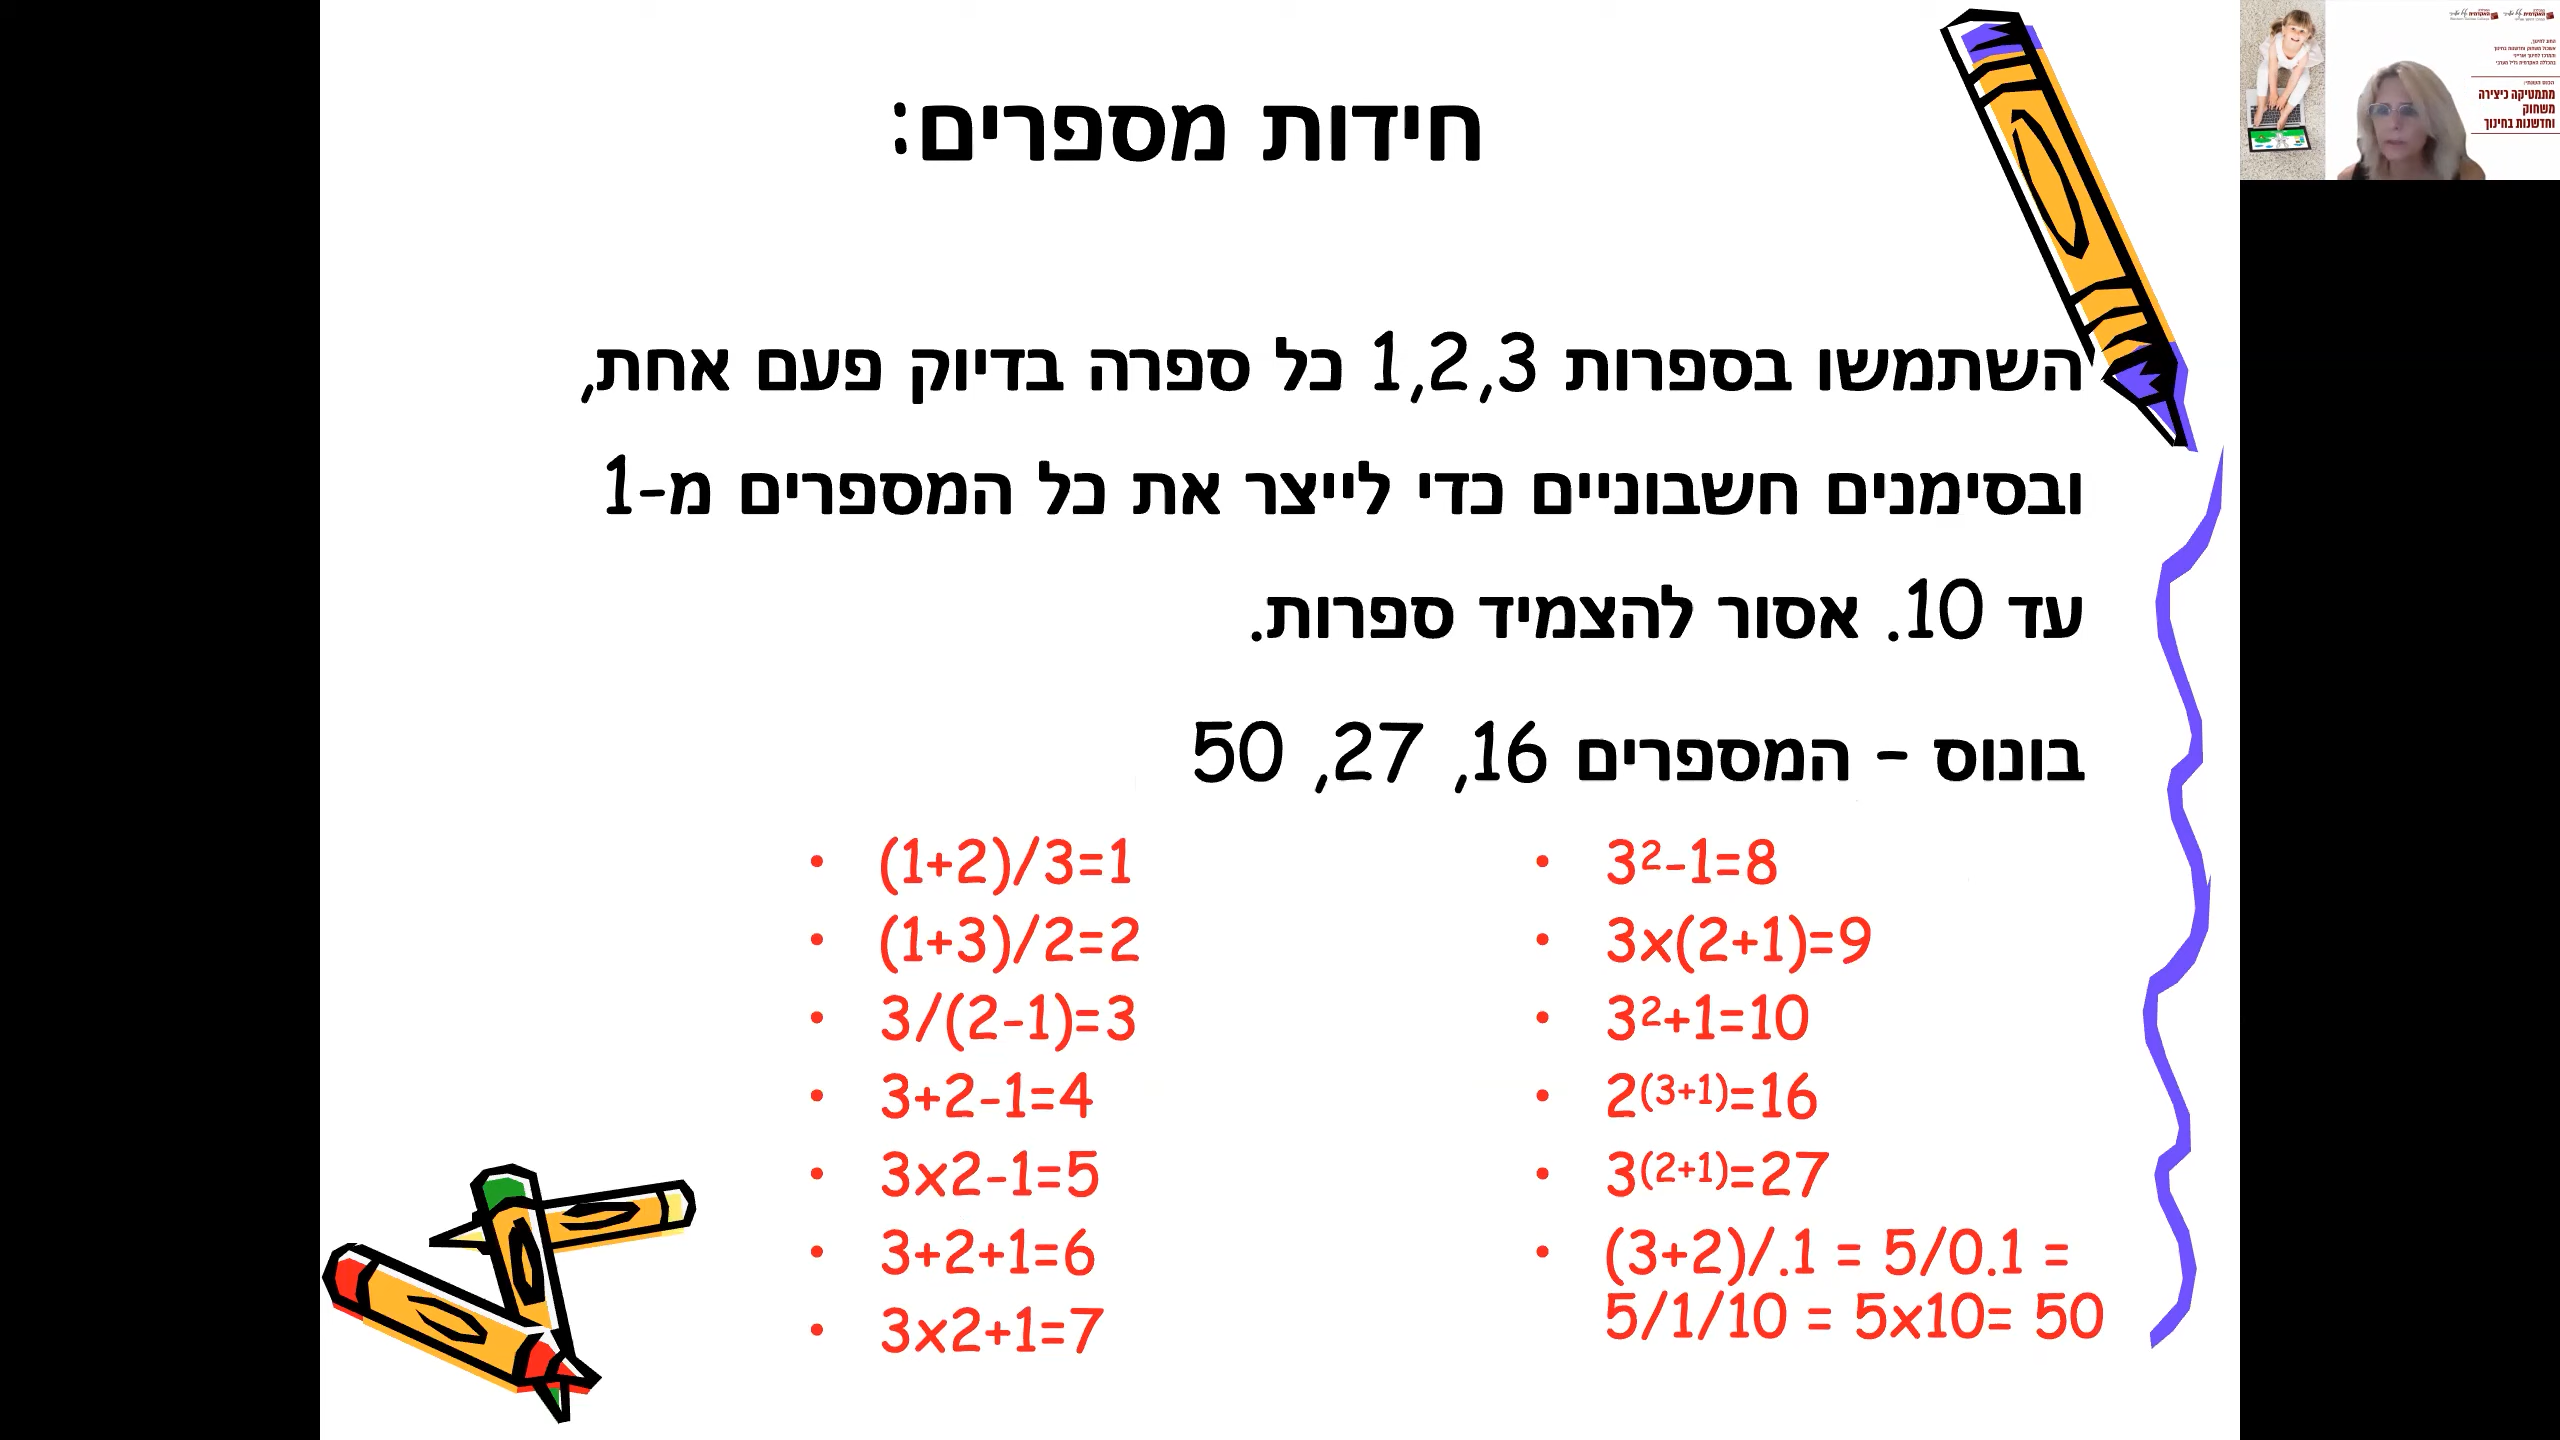 חידות מספרים:
השתמשו בספרות 1,2,3 כל ספרה בדיוק פעם אחת,
ובסימנים חשבוניים כדי לייצר את כל המספרים מ-1
עד 10. אסור להצמיד ספרות.
בונוס – המספרים 16, 27, 50
• (1+2)/3=1
• (1+3)/2=2
• 3/(2-1)=3
• 3+2-1=4
• 3x2-1=5
• 3+2+1=6
• 3x2+1=7
• 3²-1=8
• 3x(2+1)=9
• 3²+1=10
• 2⁽³⁺¹⁾=16
• 3⁽²⁺¹⁾=27
• (3+2)/.1 = 5/0.1 =
5/1/10 = 5x10= 50
מתמטיקה כיצירה
משחוק
וחדשנות בחינוך